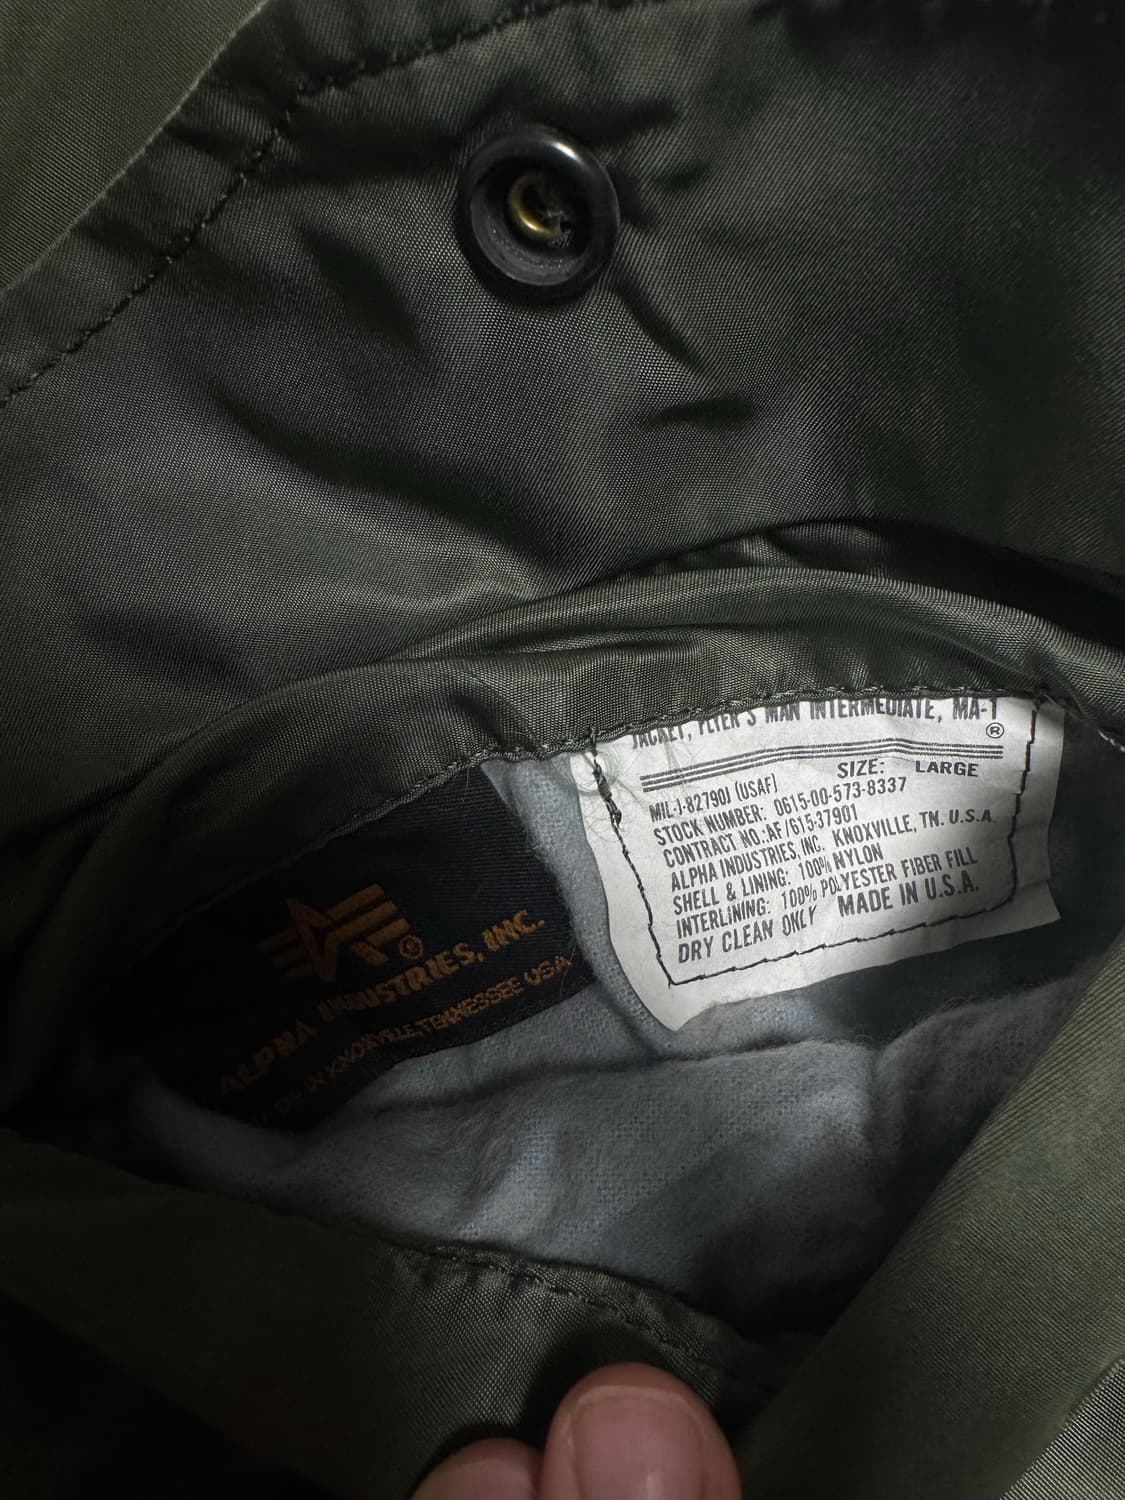 JACKET, FLYER'S MAN INTERMEDIATE, MA-1
®
SIZE: LARGE
MIL-J-82790J (USAF)
STOCK NUMBER: 0615-00-573-8337
CONTRACT NO.:AF/615-37901
ALPHA INDUSTRIES, INC. KNOXVILLE, TN. U.S.A
SHELL & LINING: 100% NYLON
INTERLINING: 100% POLYESTER FIBER FILL
DRY CLEAN ONLY MADE IN U.S.A.
®
ALPHA INDUSTRIES, INC.
IN KNOXVILLE, TENNESSEE USA